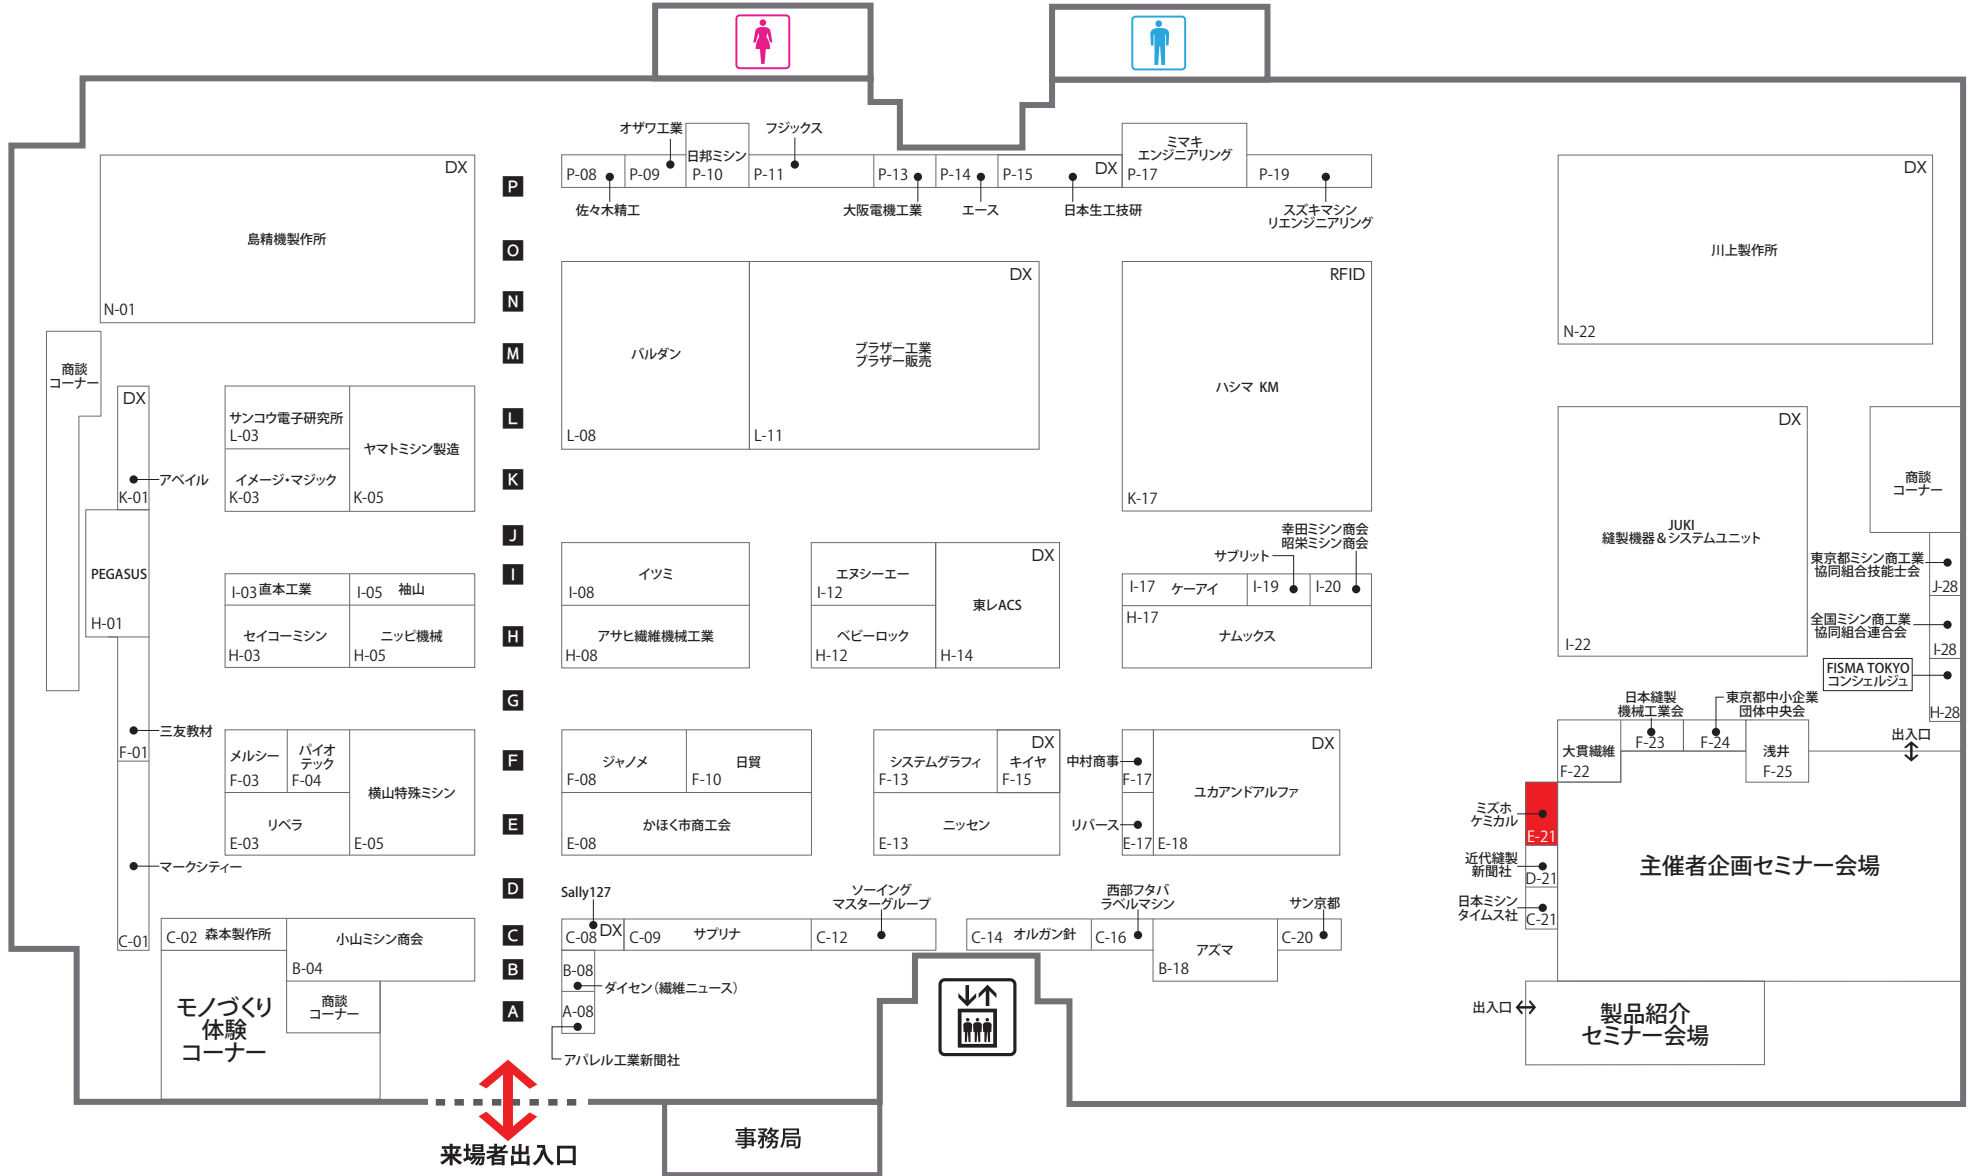 オザワ工業
フジックス
日邦ミシン
ミマキ
エンジニアリング
P-08
P-09
P-10
P-11
P-13
P-14
P-15
DX
P-17
P-19
佐々木精工
大阪電機工業
エース
日本生工技研
スズキマシン
リエンジニアリング
P
O
N
M
L
K
J
I
H
G
F
E
D
C
B
A
DX
島精機製作所
N-01
DX
川上製作所
N-22
バルダン
L-08
DX
ブラザー工業
ブラザー販売
L-11
RFID
ハシマ KM
K-17
商談
コーナー
DX
アベイル
K-01
サンコウ電子研究所
L-03
イメージ・マジック
K-03
ヤマトミシン製造
K-05
DX
JUKI
縫製機器&システムユニット
I-22
商談
コーナー
PEGASUS
H-01
I-03 直本工業
I-05 袖山
セイコーミシン
H-03
ニッピ機械
H-05
イツミ
I-08
アサヒ繊維機械工業
H-08
エヌシーエー
I-12
ベビーロック
H-12
DX
東レACS
H-14
幸田ミシン商会
昭栄ミシン商会
サプリット
I-17 ケーアイ
I-19
I-20
H-17
ナムックス
東京都ミシン商工業
協同組合技能士会
J-28
全国ミシン商工業
協同組合連合会
I-28
FISMA TOKYO
コンシェルジュ
H-28
三友教材
F-01
メルシー
F-03
パイオ
テック
F-04
横山特殊ミシン
E-05
リベラ
E-03
マークシティー
C-01
ジャノメ
F-08
日貿
F-10
かほく市商工会
E-08
システムグラフィ
F-13
DX
キイヤ
F-15
ニッセン
E-13
中村商事
F-17
リバース
E-17
DX
ユカアンドアルファ
E-18
日本縫製
機械工業会
F-23
東京都中小企業
団体中央会
F-24
大貫繊維
F-22
浅井
F-25
出入口
ミズホ
ケミカル
E-21
近代縫製
新聞社
D-21
日本ミシン
タイムス社
C-21
主催者企画セミナー会場
C-02 森本製作所
小山ミシン商会
B-04
モノづくり
体験
コーナー
商談
コーナー
Sally127
C-08
DX
C-09 サプリナ
ソーイング
マスターグループ
C-12
B-08
ダイセン(繊維ニュース)
A-08
アパレル工業新聞社
C-14 オルガン針
西部フタバ
ラベルマシン
C-16
アズマ
B-18
サン京都
C-20
出入口
製品紹介
セミナー会場
来場者出入口
事務局